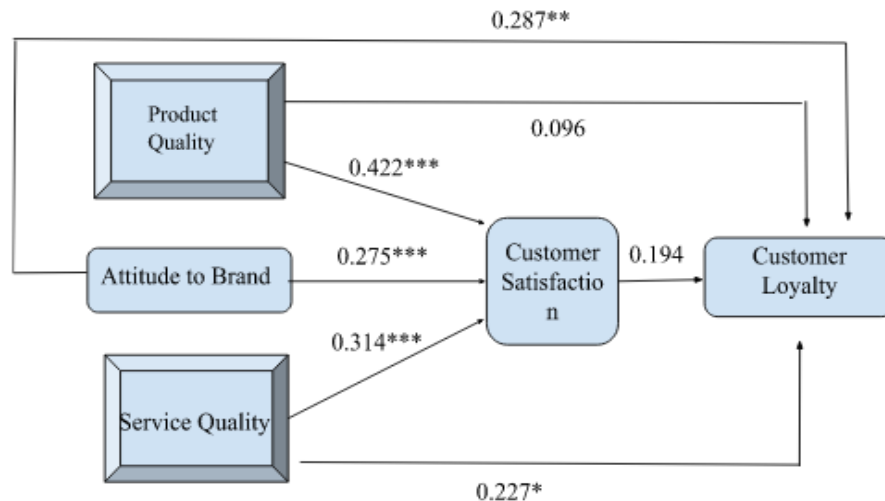 0.287**
Product
Quality
0.096
0.422***
Attitude to Brand
0.275***
Customer
Satisfactio
n
0.194
Customer
Loyalty
0.314***
Service Quality
0.227*